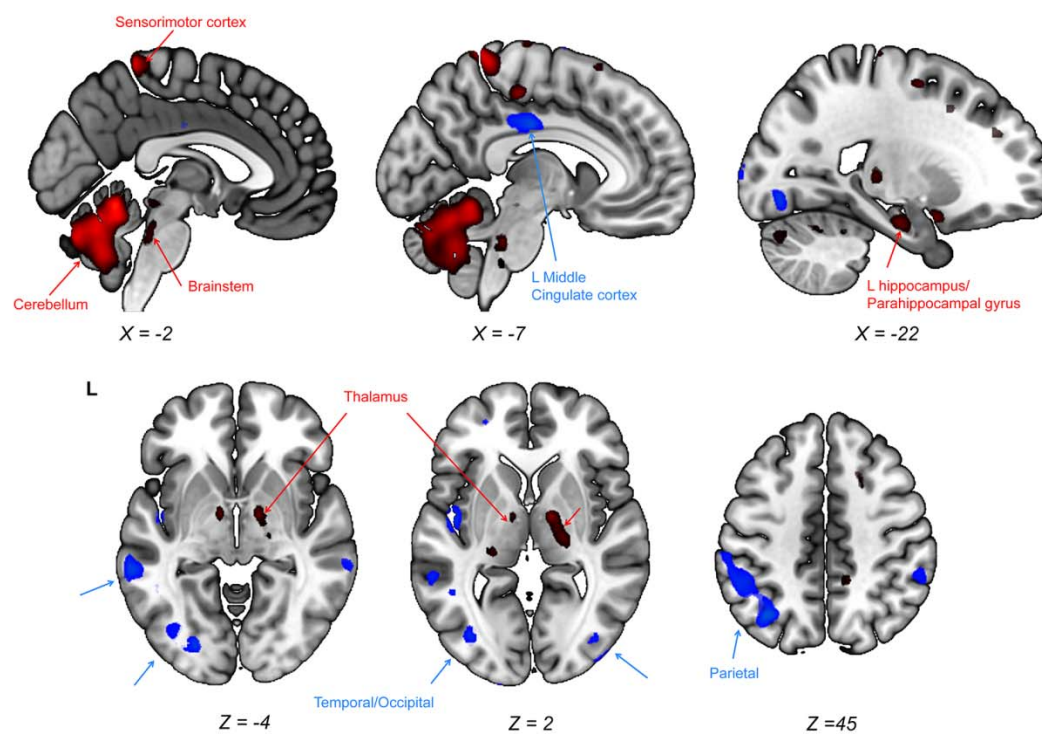 Sensorimotor cortex
Cerebellum
Brainstem
L Middle
Cingulate cortex
L hippocampus/
Parahippocampal gyrus
X = -2
X = -7
X = -22
L
Thalamus
Temporal/Occipital
Parietal
Z = -4
Z = 2
Z =45